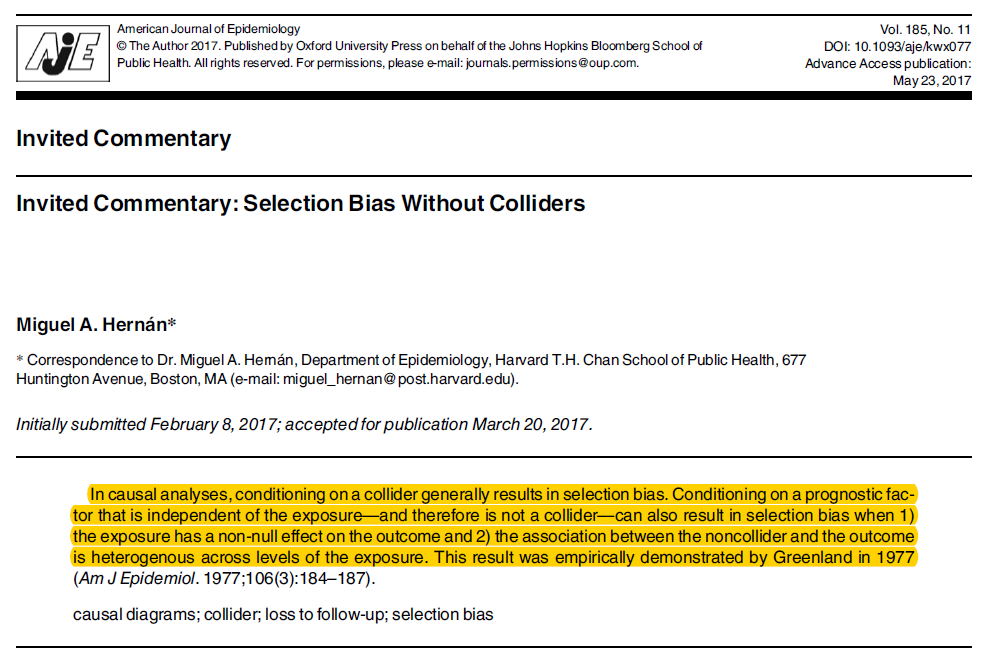 AJE
American Journal of Epidemiology
© The Author 2017. Published by Oxford University Press on behalf of the Johns Hopkins Bloomberg School of
Public Health. All rights reserved. For permissions, please e-mail: journals.permissions@oup.com.
Vol. 185, No. 11
DOI: 10.1093/aje/kwx077
Advance Access publication:
May 23, 2017
Invited Commentary
Invited Commentary: Selection Bias Without Colliders
Miguel A. Hernán*
* Correspondence to Dr. Miguel A. Hernán, Department of Epidemiology, Harvard T.H. Chan School of Public Health, 677
Huntington Avenue, Boston, MA (e-mail: miguel_hernan@post.harvard.edu).
Initially submitted February 8, 2017; accepted for publication March 20, 2017.
In causal analyses, conditioning on a collider generally results in selection bias. Conditioning on a prognostic fac-
tor that is independent of the exposure—and therefore is not a collider—can also result in selection bias when 1)
the exposure has a non-null effect on the outcome and 2) the association between the noncollider and the outcome
is heterogenous across levels of the exposure. This result was empirically demonstrated by Greenland in 1977
(Am J Epidemiol. 1977;106(3):184–187).
causal diagrams; collider; loss to follow-up; selection bias